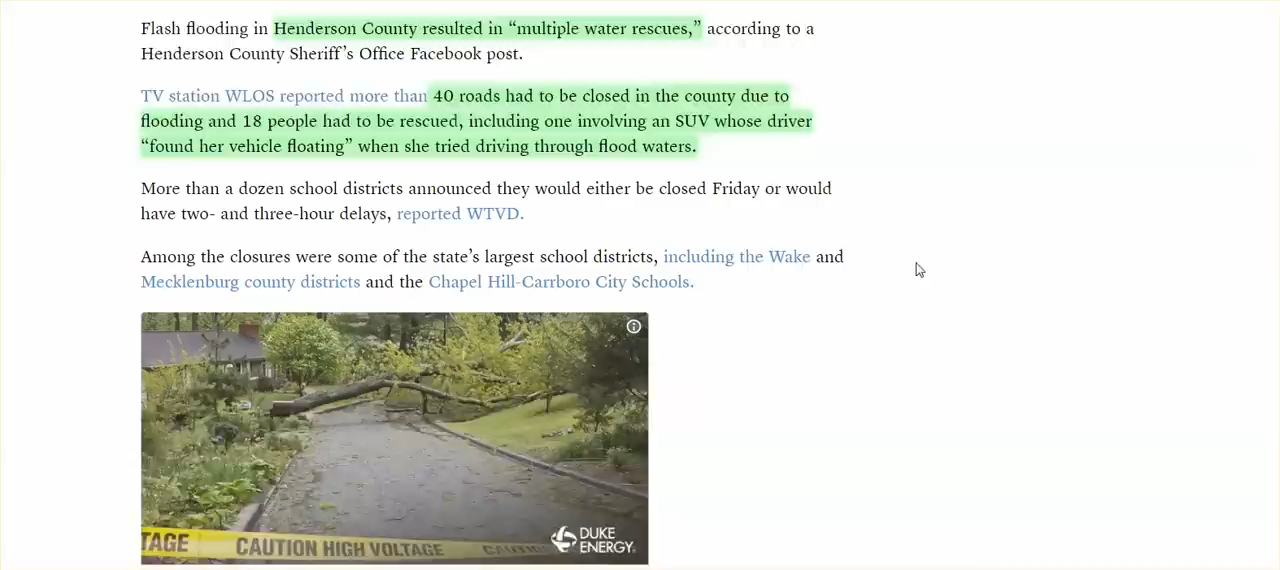 Flash flooding in Henderson County resulted in “multiple water rescues,” according to a
Henderson County Sheriff’s Office Facebook post.
TV station WLOS reported more than 40 roads had to be closed in the county due to
flooding and 18 people had to be rescued, including one involving an SUV whose driver
“found her vehicle floating” when she tried driving through flood waters.
More than a dozen school districts announced they would either be closed Friday or would
have two- and three-hour delays, reported WTVD.
Among the closures were some of the state’s largest school districts, including the Wake and
Mecklenburg county districts and the Chapel Hill-Carrboro City Schools.
TAGE CAUTION HIGH VOLTAGE
DUKE
ENERGY.